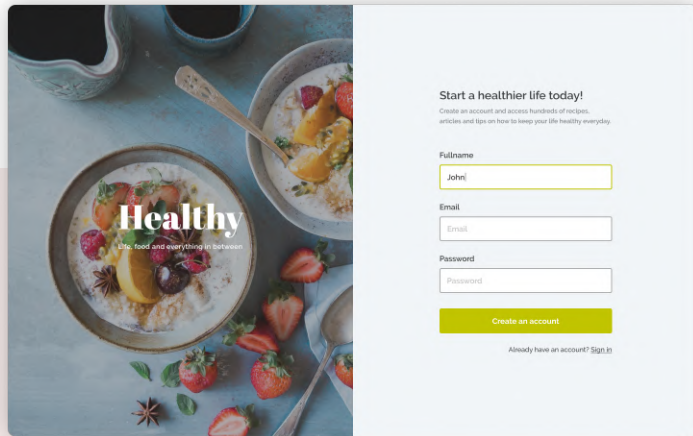 Healthy
Life, food and everything in between
Start a healthier life today!
Create an account and access hundreds of recipes,
articles and tips on how to keep your life healthy everyday.
Fullname
John
Email
Email
Password
Password
Create an account
Already have an account? Sign in